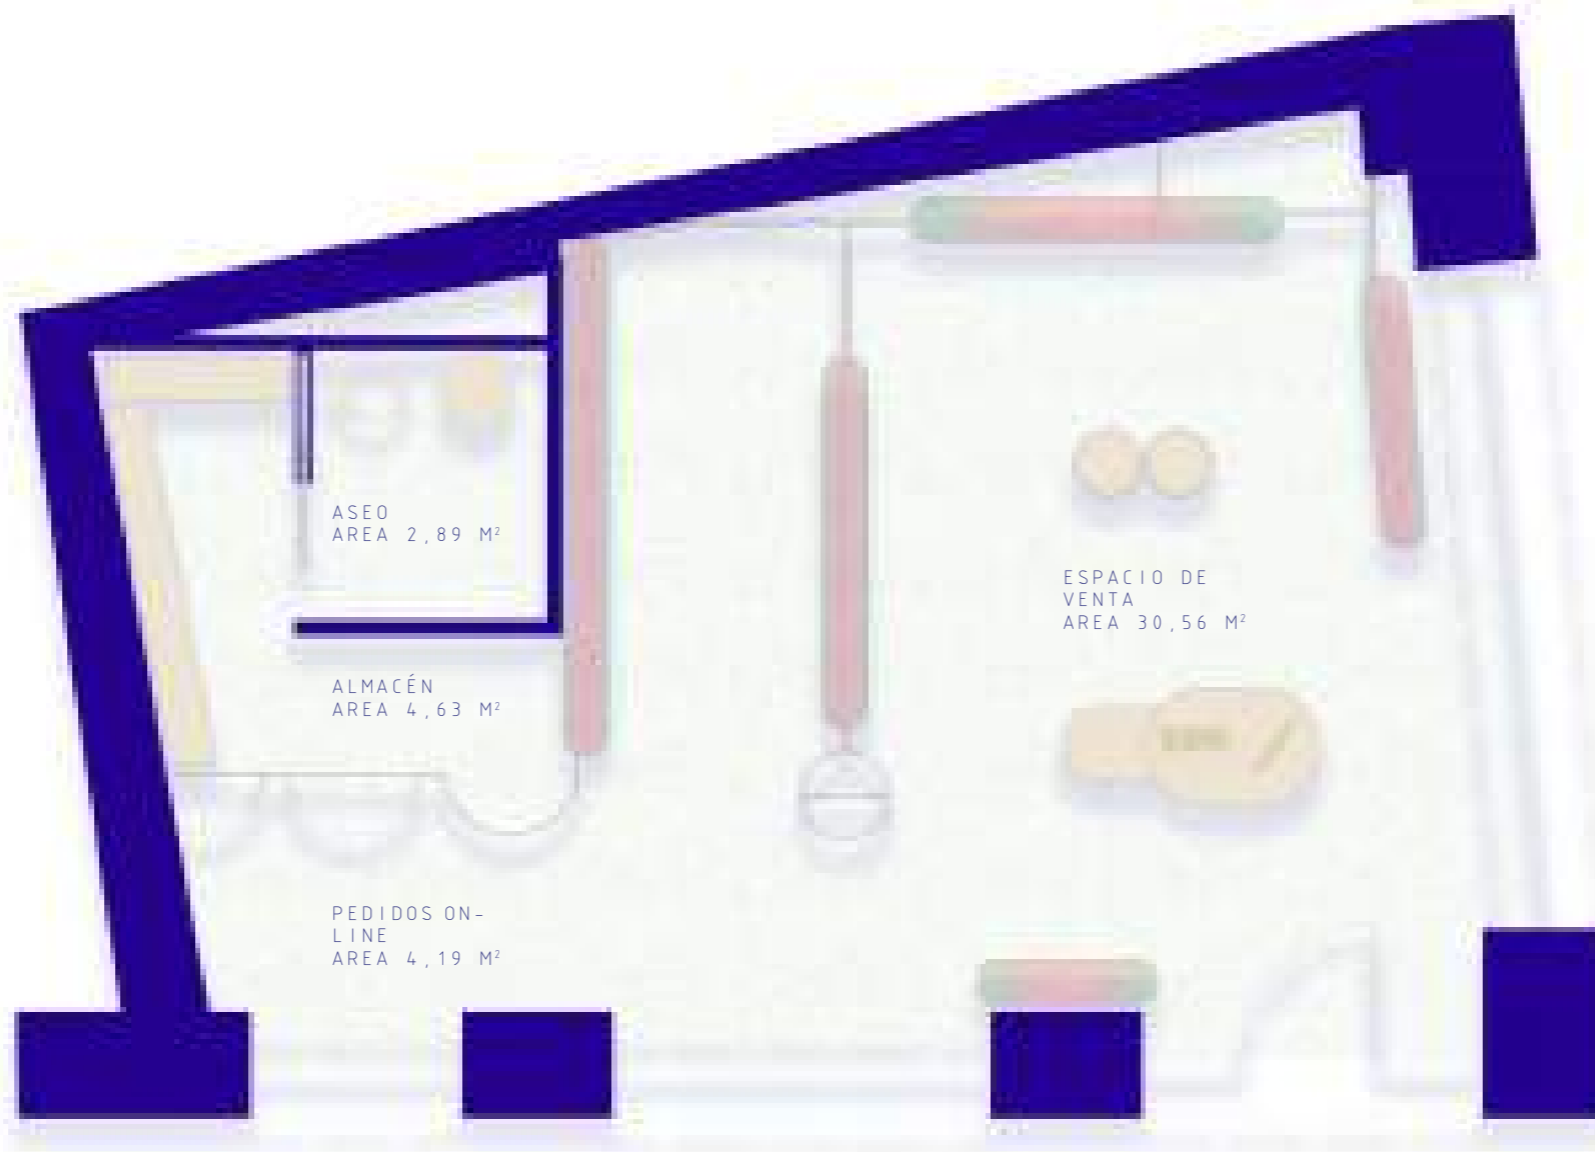 ASEO
AREA 2,89 M²
ESPACIO DE
VENTA
AREA 30,56 M²
ALMACÉN
AREA 4,63 M²
PEDIDOS ON-
LINE
AREA 4,19 M²